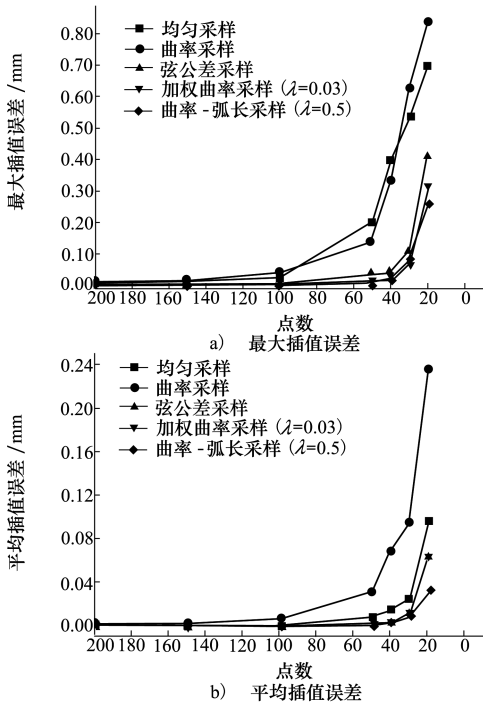 最大插值误差/mm
0.80
0.70
0.60
0.50
0.40
0.30
0.20
0.10
0.00
均匀采样
曲率采样
弦公差采样
加权曲率采样(λ=0.03)
曲率-弧长采样(λ=0.5)
200 180 160 140 120 100 80 60 40 20 0
点数
a) 最大插值误差
平均插值误差/mm
0.24
0.20
0.16
0.12
0.08
0.04
0.00
均匀采样
曲率采样
弦公差采样
加权曲率采样(λ=0.03)
曲率-弧长采样(λ=0.5)
200 180 160 140 120 100 80 60 40 20 0
点数
b) 平均插值误差